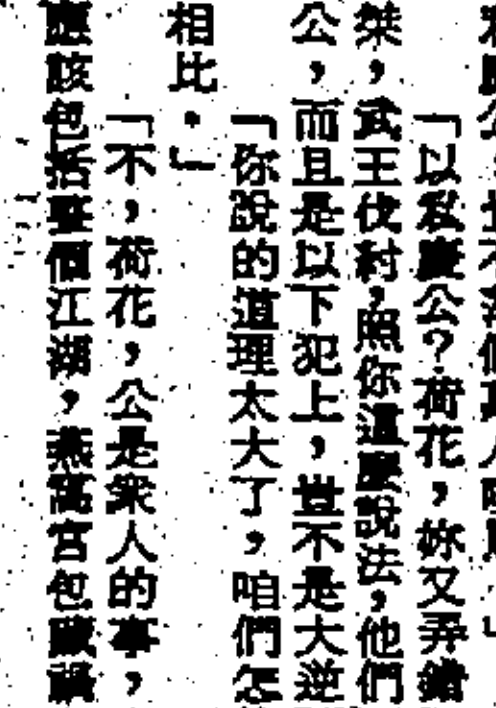 「以私廢公?荷花,妳又弄錯
桀,武王伐紂,照你這麼說法,他們
公,而且是以下犯上,豈不是大逆
「你說的道理太大了,咱們怎
相比。」
「不,荷花,公是衆人的事,
應該包括整個江湖,燕窩宮包藏禍